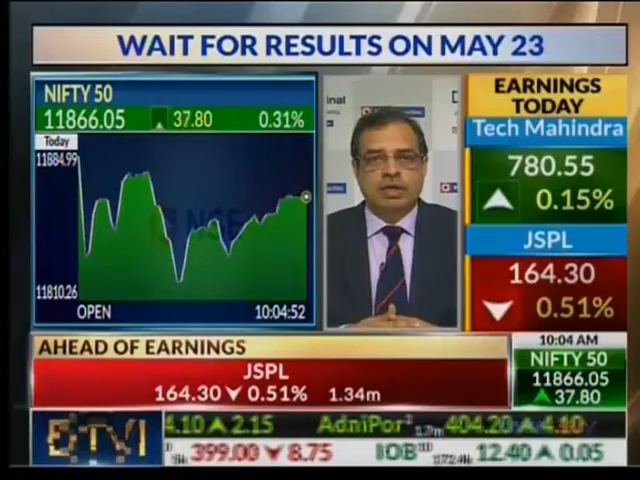 WAIT FOR RESULTS ON MAY 23
NIFTY 50
11866.05 ▲ 37.80 0.31%
Today
11884.99
NSE
11810.26
OPEN 10:04:52
inal
EARNINGS
TODAY
Tech Mahindra
780.55
▲ 0.15%
JSPL
164.30
▼ 0.51%
AHEAD OF EARNINGS
JSPL
164.30 ▼ 0.51% 1.34m
10:04 AM
NIFTY 50
11866.05
▲ 37.80
4.10 ▲ 2.15 AdniPor 404.20 ▲ 4.10
399.00 ▼ 8.75 IOB 12.40 ▲ 0.05